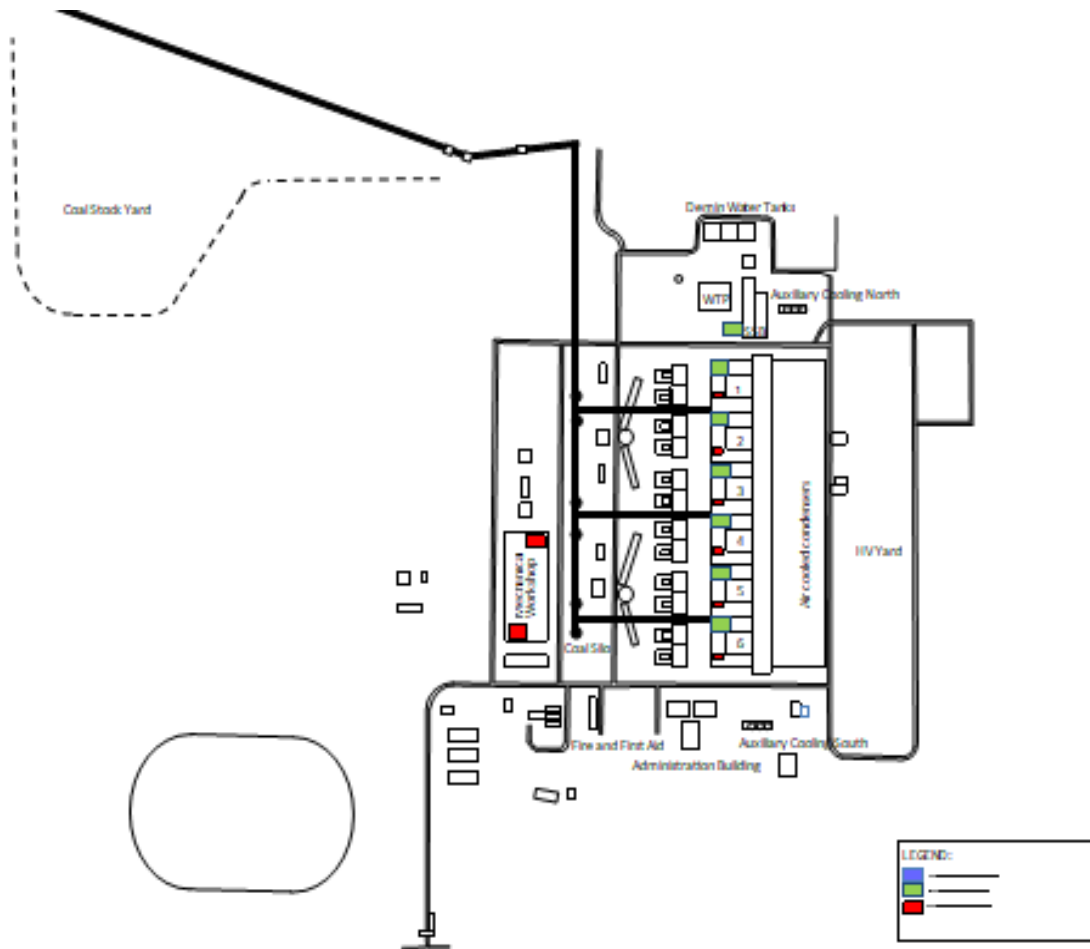 Coal Stock Yard
Demin Water Tanks
WTP
Auxiliary Cooling North
SSB
1
2
3
4
5
6
Air cooled condensers
HV Yard
Mechanical
Workshop
Coal Silo
Fire and First Aid
Auxiliary Cooling South
Administration Building
LEGEND: